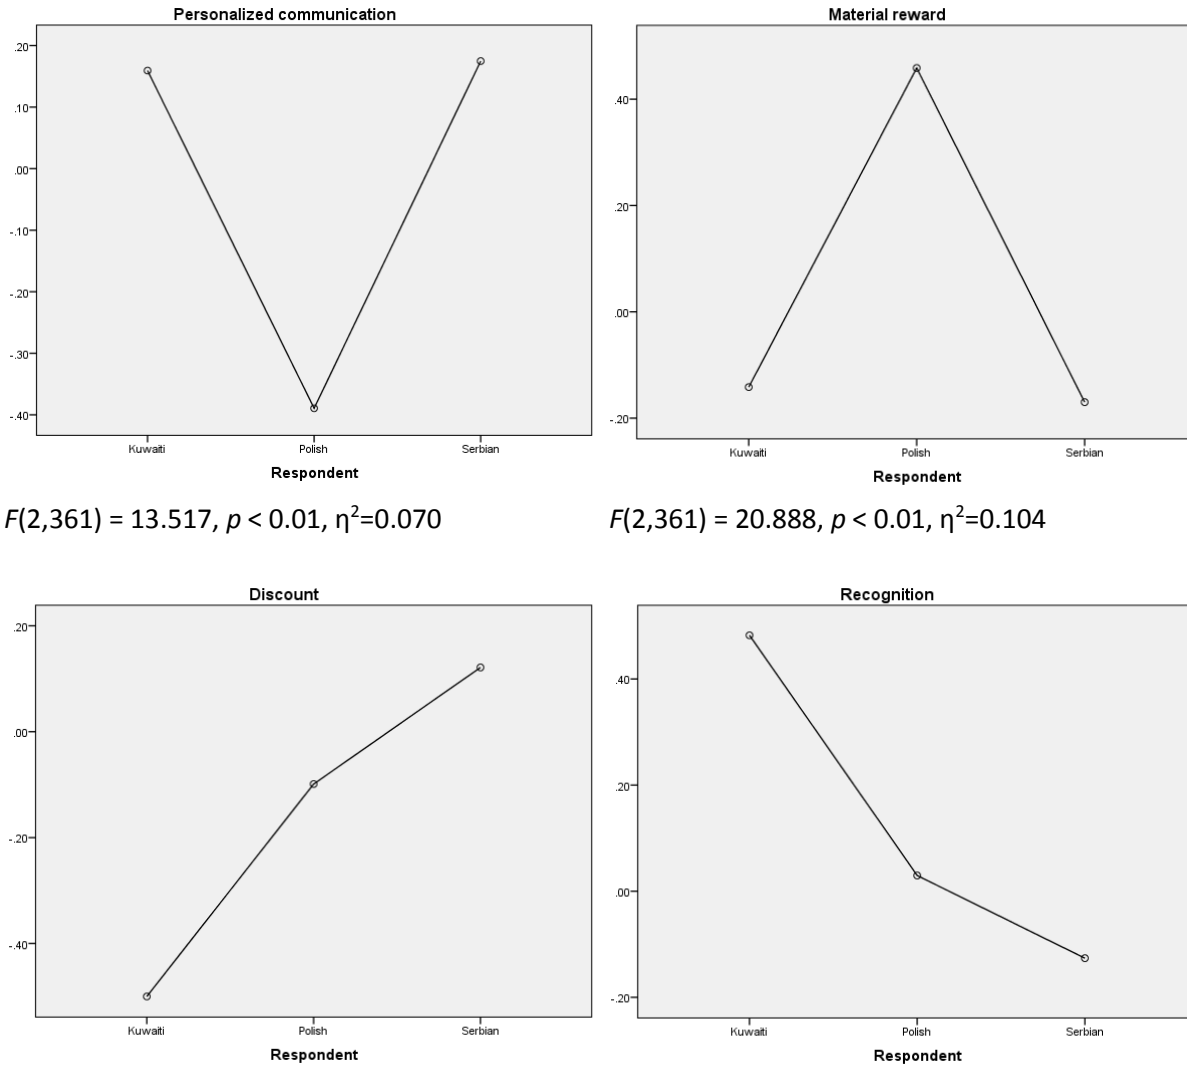 Personalized communication
.20
.10
.00
-.10
-.20
-.30
-.40
Kuwaiti Polish Serbian
Respondent
Material reward
.40
.20
.00
-.20
Kuwaiti Polish Serbian
Respondent
F(2,361) = 13.517, p < 0.01, η²=0.070
F(2,361) = 20.888, p < 0.01, η²=0.104
Discount
.20
.00
-.20
-.40
Kuwaiti Polish Serbian
Respondent
Recognition
.40
.20
.00
-.20
Kuwaiti Polish Serbian
Respondent